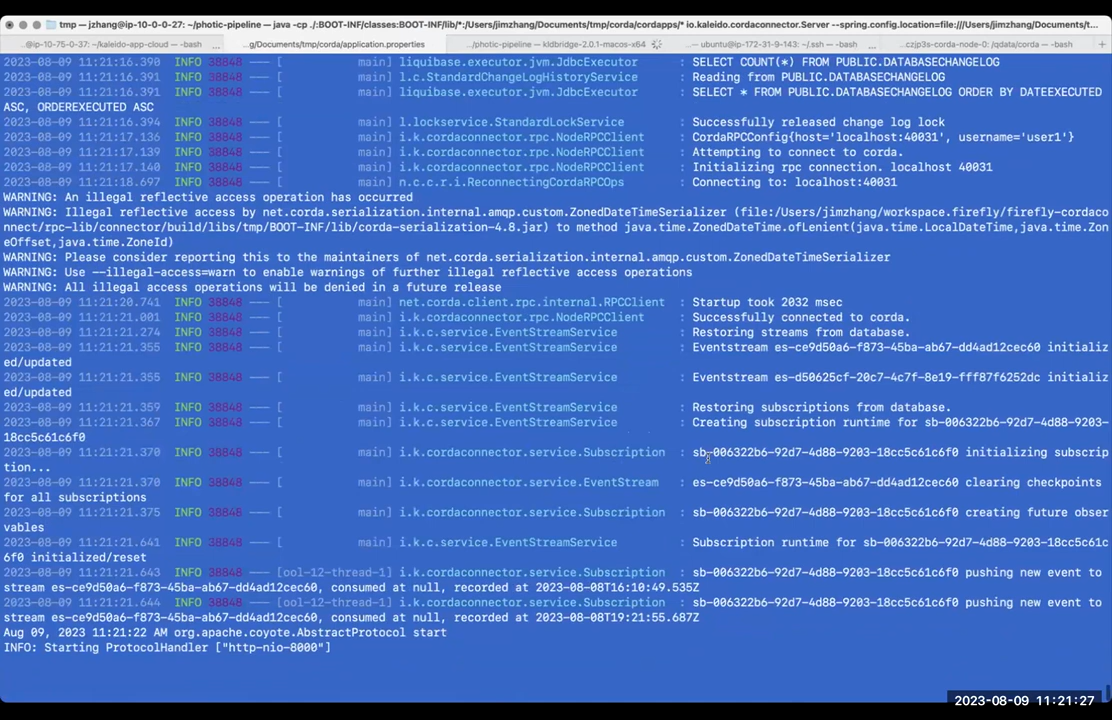 tmp — jzhang@ip-10-0-0-27: ~/photic-pipeline — java -cp ./:BOOT-INF/classes:BOOT-INF/lib/*:/Users/jimzhang/Documents/tmp/corda/cordapps/* io.kaleido.cordaconnector.Server --spring.config.location=file:///Users/jimzhang/Documents/t...
...@ip-10-75-0-37: ~/kaleido-app-cloud — -bash ... ...g/Documents/tmp/corda/application.properties .../photic-pipeline — kldbridge-2.0.1-macos-x64 ... — ubuntu@ip-172-31-9-143: ~/.ssh — -bash ... ...czjp3s-corda-node-0: /qdata/corda — -bash +
2023-08-09 11:21:16.390 INFO 38848 --- [ main] liquibase.executor.jvm.JdbcExecutor : SELECT COUNT(*) FROM PUBLIC.DATABASECHANGELOG
2023-08-09 11:21:16.391 INFO 38848 --- [ main] l.c.StandardChangeLogHistoryService : Reading from PUBLIC.DATABASECHANGELOG
2023-08-09 11:21:16.391 INFO 38848 --- [ main] liquibase.executor.jvm.JdbcExecutor : SELECT * FROM PUBLIC.DATABASECHANGELOG ORDER BY DATEEXECUTED
ASC, ORDEREXECUTED ASC
2023-08-09 11:21:16.394 INFO 38848 --- [ main] l.lockservice.StandardLockService : Successfully released change log lock
2023-08-09 11:21:17.136 INFO 38848 --- [ main] i.k.cordaconnector.rpc.NodeRPCClient : CordaRPCConfig{host='localhost:40031', username='user1'}
2023-08-09 11:21:17.139 INFO 38848 --- [ main] i.k.cordaconnector.rpc.NodeRPCClient : Attempting to connect to corda.
2023-08-09 11:21:17.140 INFO 38848 --- [ main] i.k.cordaconnector.rpc.NodeRPCClient : Initializing rpc connection. localhost 40031
2023-08-09 11:21:18.697 INFO 38848 --- [ main] n.c.c.r.i.ReconnectingCordaRPCOps : Connecting to: localhost:40031
WARNING: An illegal reflective access operation has occurred
WARNING: Illegal reflective access by net.corda.serialization.internal.amqp.custom.ZonedDateTimeSerializer (file:/Users/jimzhang/workspace.firefly/firefly-cordaco
nnect/rpc-lib/connector/build/libs/tmp/BOOT-INF/lib/corda-serialization-4.8.jar) to method java.time.ZonedDateTime.ofLenient(java.time.LocalDateTime,java.time.Zon
eOffset,java.time.ZoneId)
WARNING: Please consider reporting this to the maintainers of net.corda.serialization.internal.amqp.custom.ZonedDateTimeSerializer
WARNING: Use --illegal-access=warn to enable warnings of further illegal reflective access operations
WARNING: All illegal access operations will be denied in a future release
2023-08-09 11:21:20.741 INFO 38848 --- [ main] net.corda.client.rpc.internal.RPCClient : Startup took 2032 msec
2023-08-09 11:21:21.001 INFO 38848 --- [ main] i.k.cordaconnector.rpc.NodeRPCClient : Successfully connected to corda.
2023-08-09 11:21:21.274 INFO 38848 --- [ main] i.k.c.service.EventStreamService : Restoring streams from database.
2023-08-09 11:21:21.355 INFO 38848 --- [ main] i.k.c.service.EventStreamService : Eventstream es-ce9d50a6-f873-45ba-ab67-dd4ad12cec60 initializ
ed/updated
2023-08-09 11:21:21.355 INFO 38848 --- [ main] i.k.c.service.EventStreamService : Eventstream es-d50625cf-20c7-4c7f-8e19-fff87f6252dc initializ
ed/updated
2023-08-09 11:21:21.359 INFO 38848 --- [ main] i.k.c.service.EventStreamService : Restoring subscriptions from database.
2023-08-09 11:21:21.367 INFO 38848 --- [ main] i.k.c.service.EventStreamService : Creating subscription runtime for sb-006322b6-92d7-4d88-9203-
18cc5c61c6f0
2023-08-09 11:21:21.370 INFO 38848 --- [ main] i.k.cordaconnector.service.Subscription : sb-006322b6-92d7-4d88-9203-18cc5c61c6f0 initializing subscrip
tion...
2023-08-09 11:21:21.370 INFO 38848 --- [ main] i.k.cordaconnector.service.EventStream : es-ce9d50a6-f873-45ba-ab67-dd4ad12cec60 clearing checkpoints
for all subscriptions
2023-08-09 11:21:21.375 INFO 38848 --- [ main] i.k.cordaconnector.service.Subscription : sb-006322b6-92d7-4d88-9203-18cc5c61c6f0 creating future obser
vables
2023-08-09 11:21:21.641 INFO 38848 --- [ main] i.k.c.service.EventStreamService : Subscription runtime for sb-006322b6-92d7-4d88-9203-18cc5c61c
6f0 initialized/reset
2023-08-09 11:21:21.643 INFO 38848 --- [ool-12-thread-1] i.k.cordaconnector.service.Subscription : sb-006322b6-92d7-4d88-9203-18cc5c61c6f0 pushing new event to
stream es-ce9d50a6-f873-45ba-ab67-dd4ad12cec60, consumed at null, recorded at 2023-08-08T16:10:49.535Z
2023-08-09 11:21:21.644 INFO 38848 --- [ool-12-thread-1] i.k.cordaconnector.service.Subscription : sb-006322b6-92d7-4d88-9203-18cc5c61c6f0 pushing new event to
stream es-ce9d50a6-f873-45ba-ab67-dd4ad12cec60, consumed at null, recorded at 2023-08-08T19:21:55.687Z
Aug 09, 2023 11:21:22 AM org.apache.coyote.AbstractProtocol start
INFO: Starting ProtocolHandler ["http-nio-8000"]
2023-08-09 11:21:27